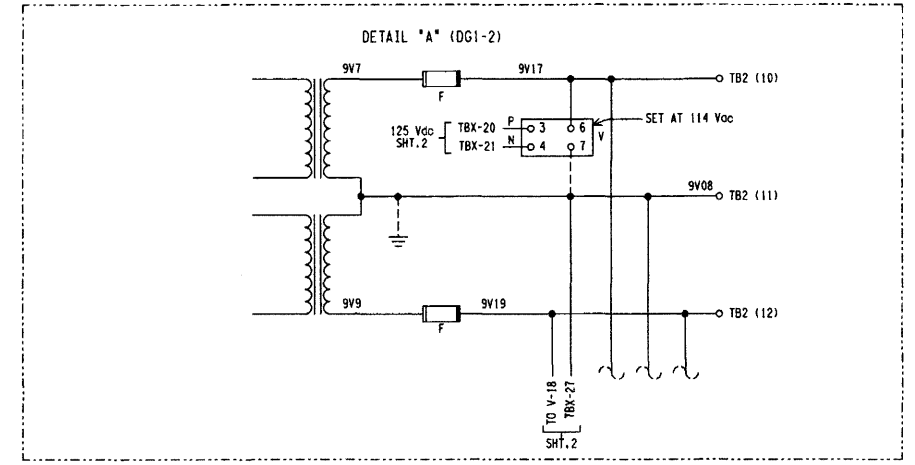 DETAIL "A" (DG1-2)
9V7
F
9V17
TB2 (10)
125 Vdc
SHT.2
TBX-20
P
3
6
TBX-21
N
4
7
V
SET AT 114 Vac
9V08
TB2 (11)
9V9
F
9V19
TB2 (12)
TO V-18
TBX-27
SHT.2